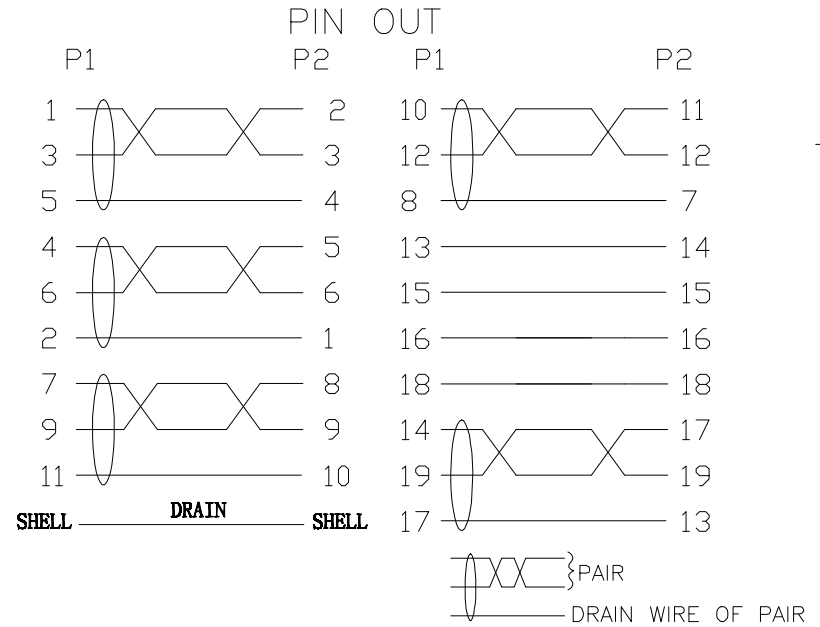 PIN OUT
P1 P2 P1 P2
1 2 10 11
3 3 12 12
5 4 8 7
4 5 13 14
6 6 15 15
2 1 16 16
7 8 18 18
9 9 14 17
11 10 19 19
SHELL DRAIN SHELL 17 13
PAIR
DRAIN WIRE OF PAIR